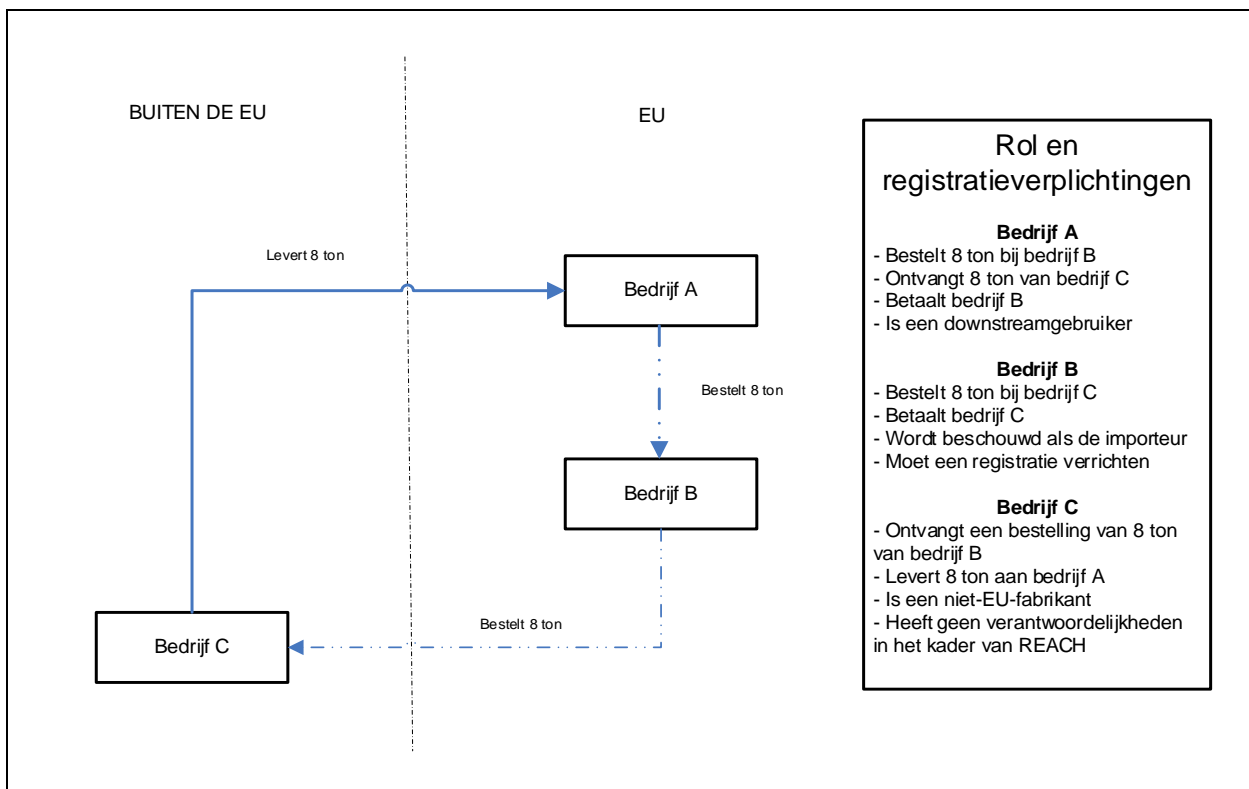 BUITEN DE EU
EU
Levert 8 ton
Bedrijf A
Bestelt 8 ton
Bedrijf B
Bestelt 8 ton
Bedrijf C
Rol en
registratieverplichtingen
Bedrijf A
- Bestelt 8 ton bij bedrijf B
- Ontvangt 8 ton van bedrijf C
- Betaalt bedrijf B
- Is een downstreamgebruiker
Bedrijf B
- Bestelt 8 ton bij bedrijf C
- Betaalt bedrijf C
- Wordt beschouwd als de importeur
- Moet een registratie verrichten
Bedrijf C
- Ontvangt een bestelling van 8 ton
van bedrijf B
- Levert 8 ton aan bedrijf A
- Is een niet-EU-fabrikant
- Heeft geen verantwoordelijkheden
in het kader van REACH